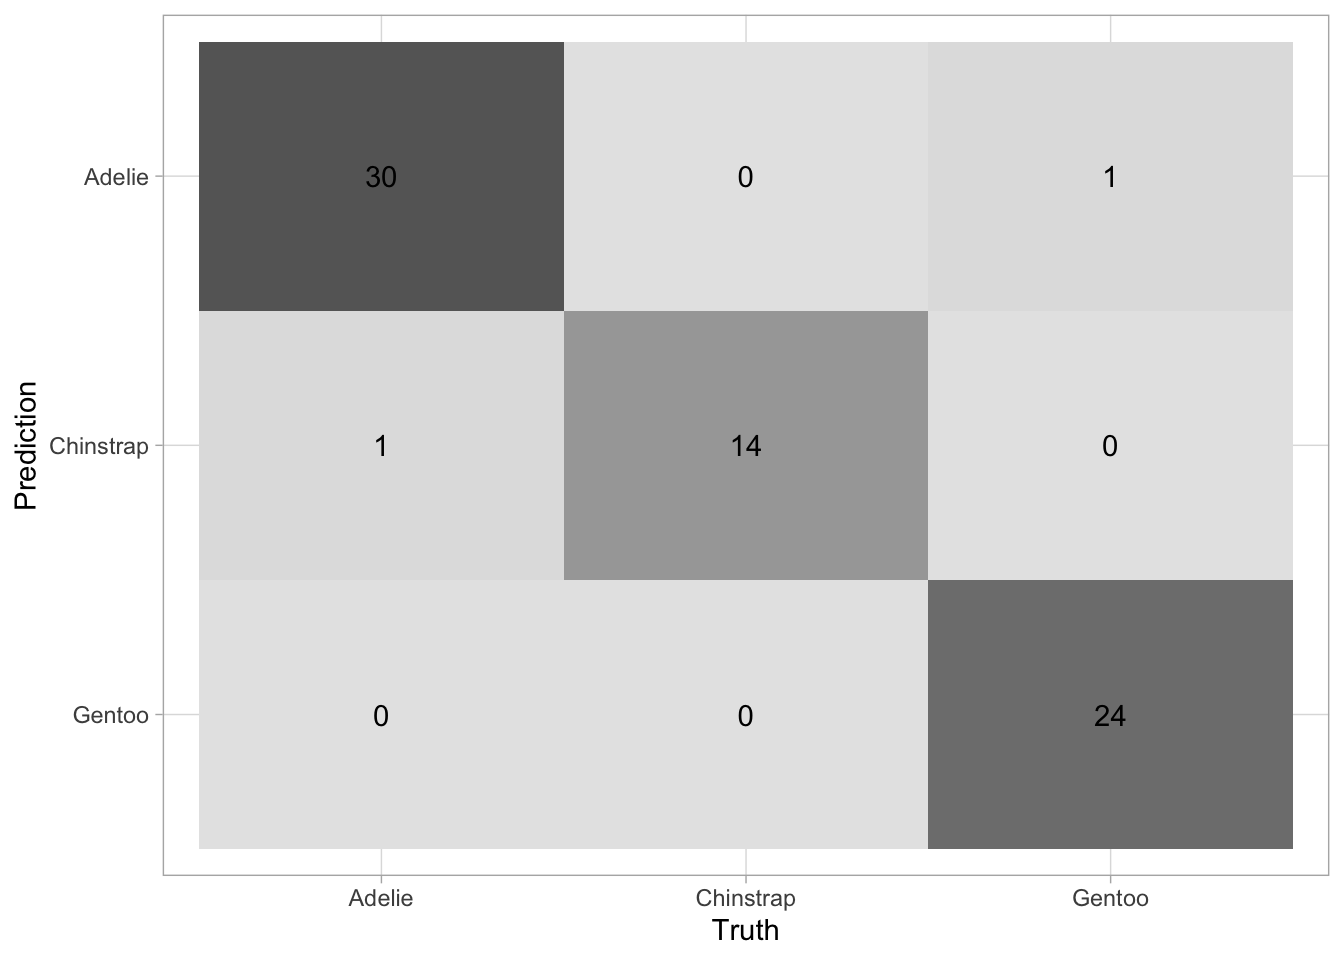 Adelie 30 0 1
Prediction
Chinstrap 1 14 0
Gentoo 0 0 24
Adelie Chinstrap Gentoo
Truth